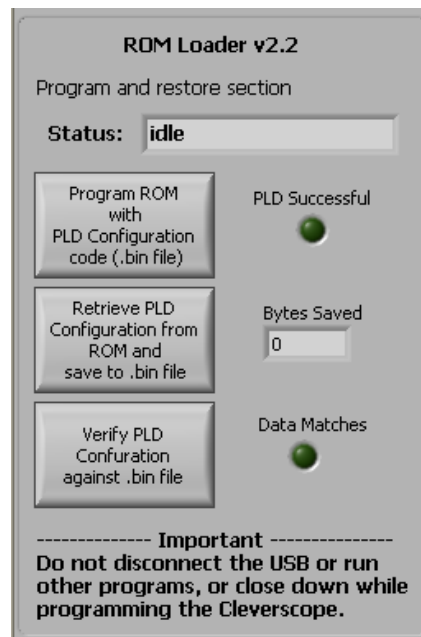 ROM Loader v2.2
Program and restore section
Status: idle
Program ROM
with
PLD Configuration
code (.bin file)
PLD Successful
Retrieve PLD
Configuration from
ROM and
save to .bin file
Bytes Saved
0
Verify PLD
Confuration
against .bin file
Data Matches
-------------- Important ---------------
Do not disconnect the USB or run
other programs, or close down while
programming the Cleverscope.